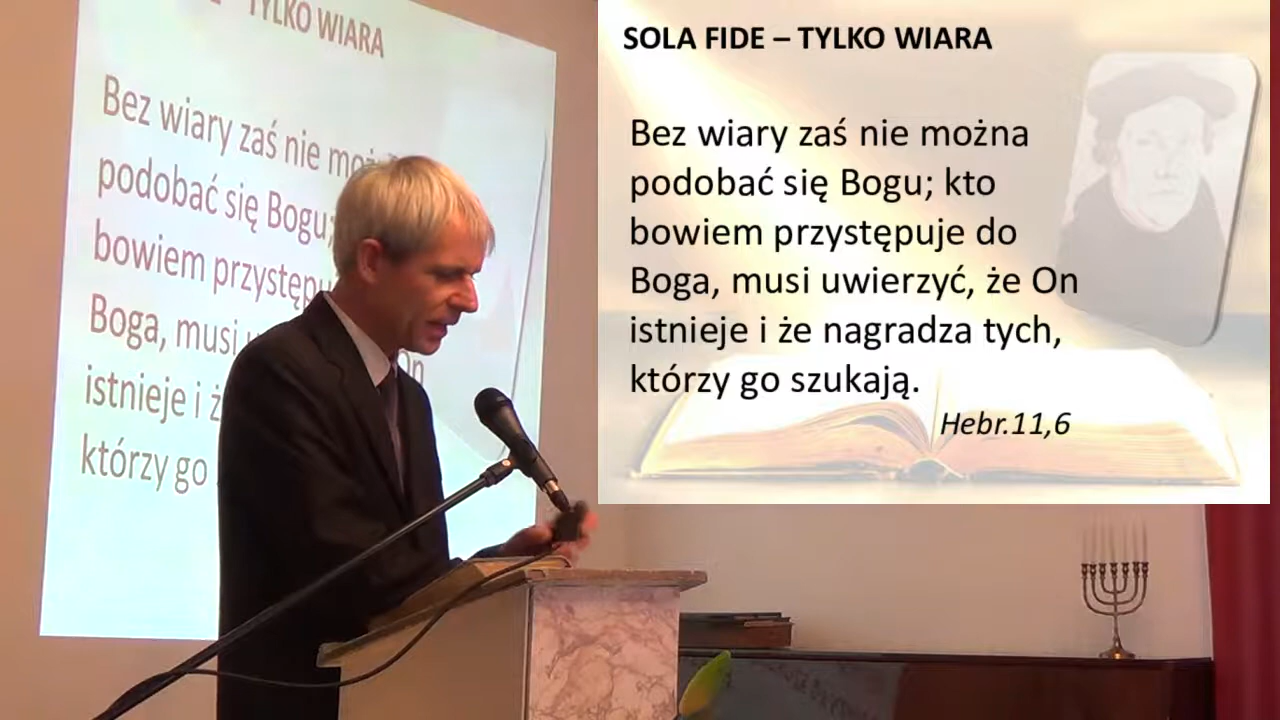 TYLKO WIARA
Bez wiary zaś nie
podobać się Bogu;
bowiem przystępu
Boga, musi
On
istnieje i ż
którzy go
SOLA FIDE – TYLKO WIARA
Bez wiary zaś nie można
podobać się Bogu; kto
bowiem przystępuje do
Boga, musi uwierzyć, że On
istnieje i że nagradza tych,
którzy go szukają.
Hebr.11,6